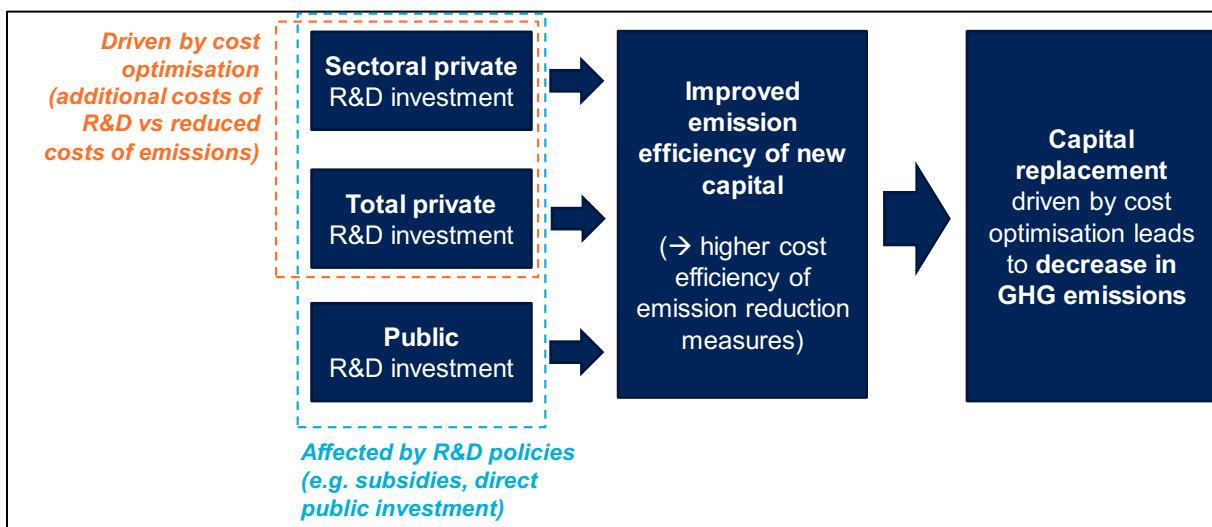 Driven by cost
optimisation
(additional costs of
R&D vs reduced
costs of emissions)
Sectoral private
R&D investment
Total private
R&D investment
Public
R&D investment
Affected by R&D policies
(e.g. subsidies, direct
public investment)
Improved
emission
efficiency of new
capital
(→ higher cost
efficiency of
emission reduction
measures)
Capital
replacement
driven by cost
optimisation leads
to decrease in
GHG emissions